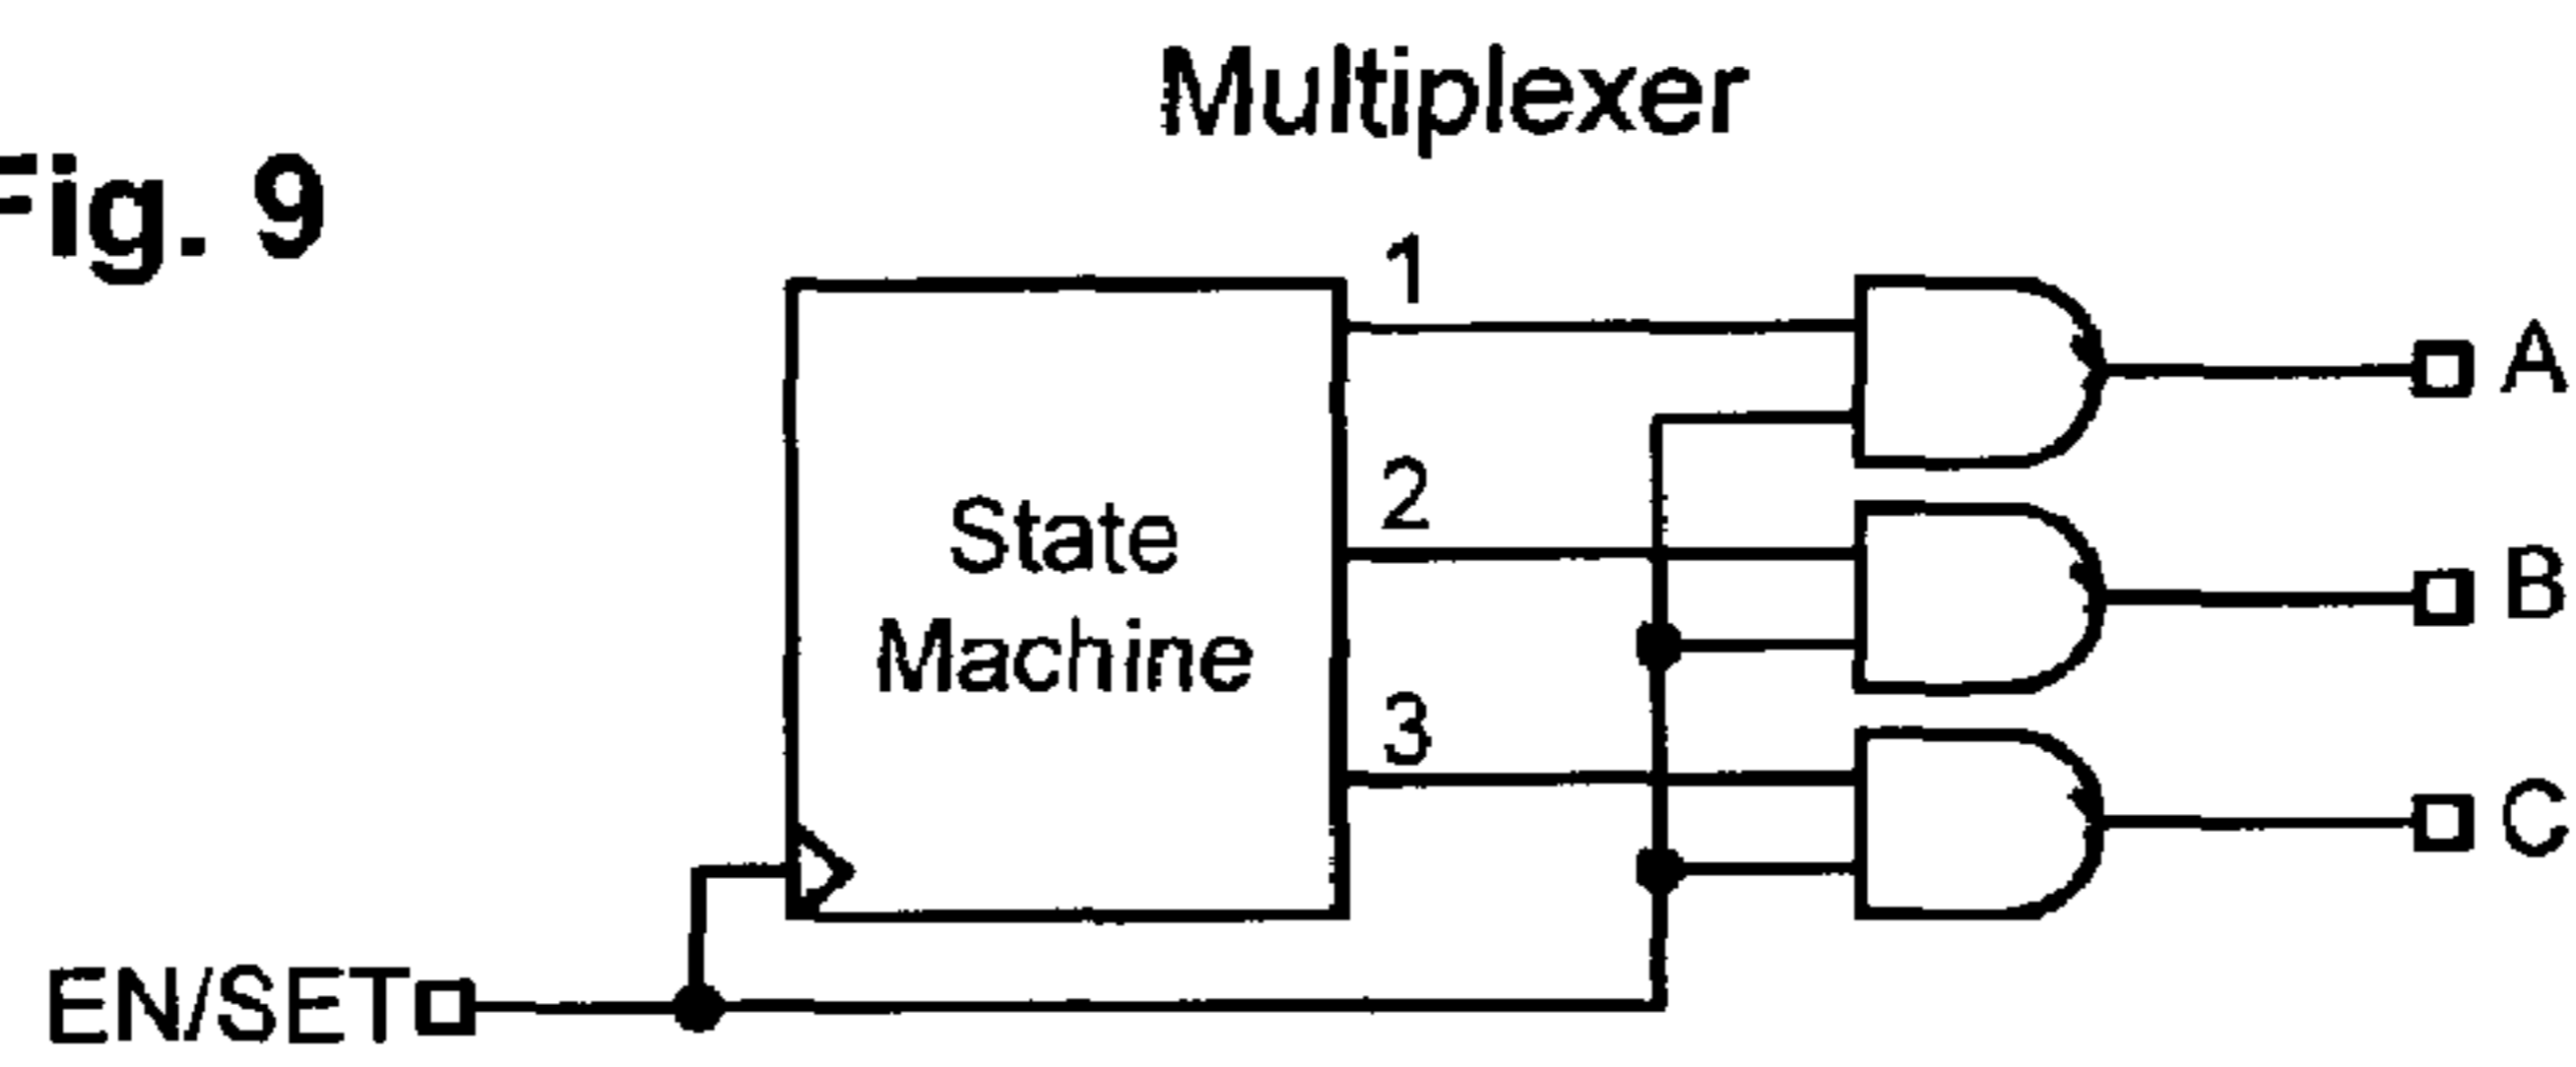 Multiplexer
Fig. 9
1
2
3
State
Machine
A
B
C
EN/SET